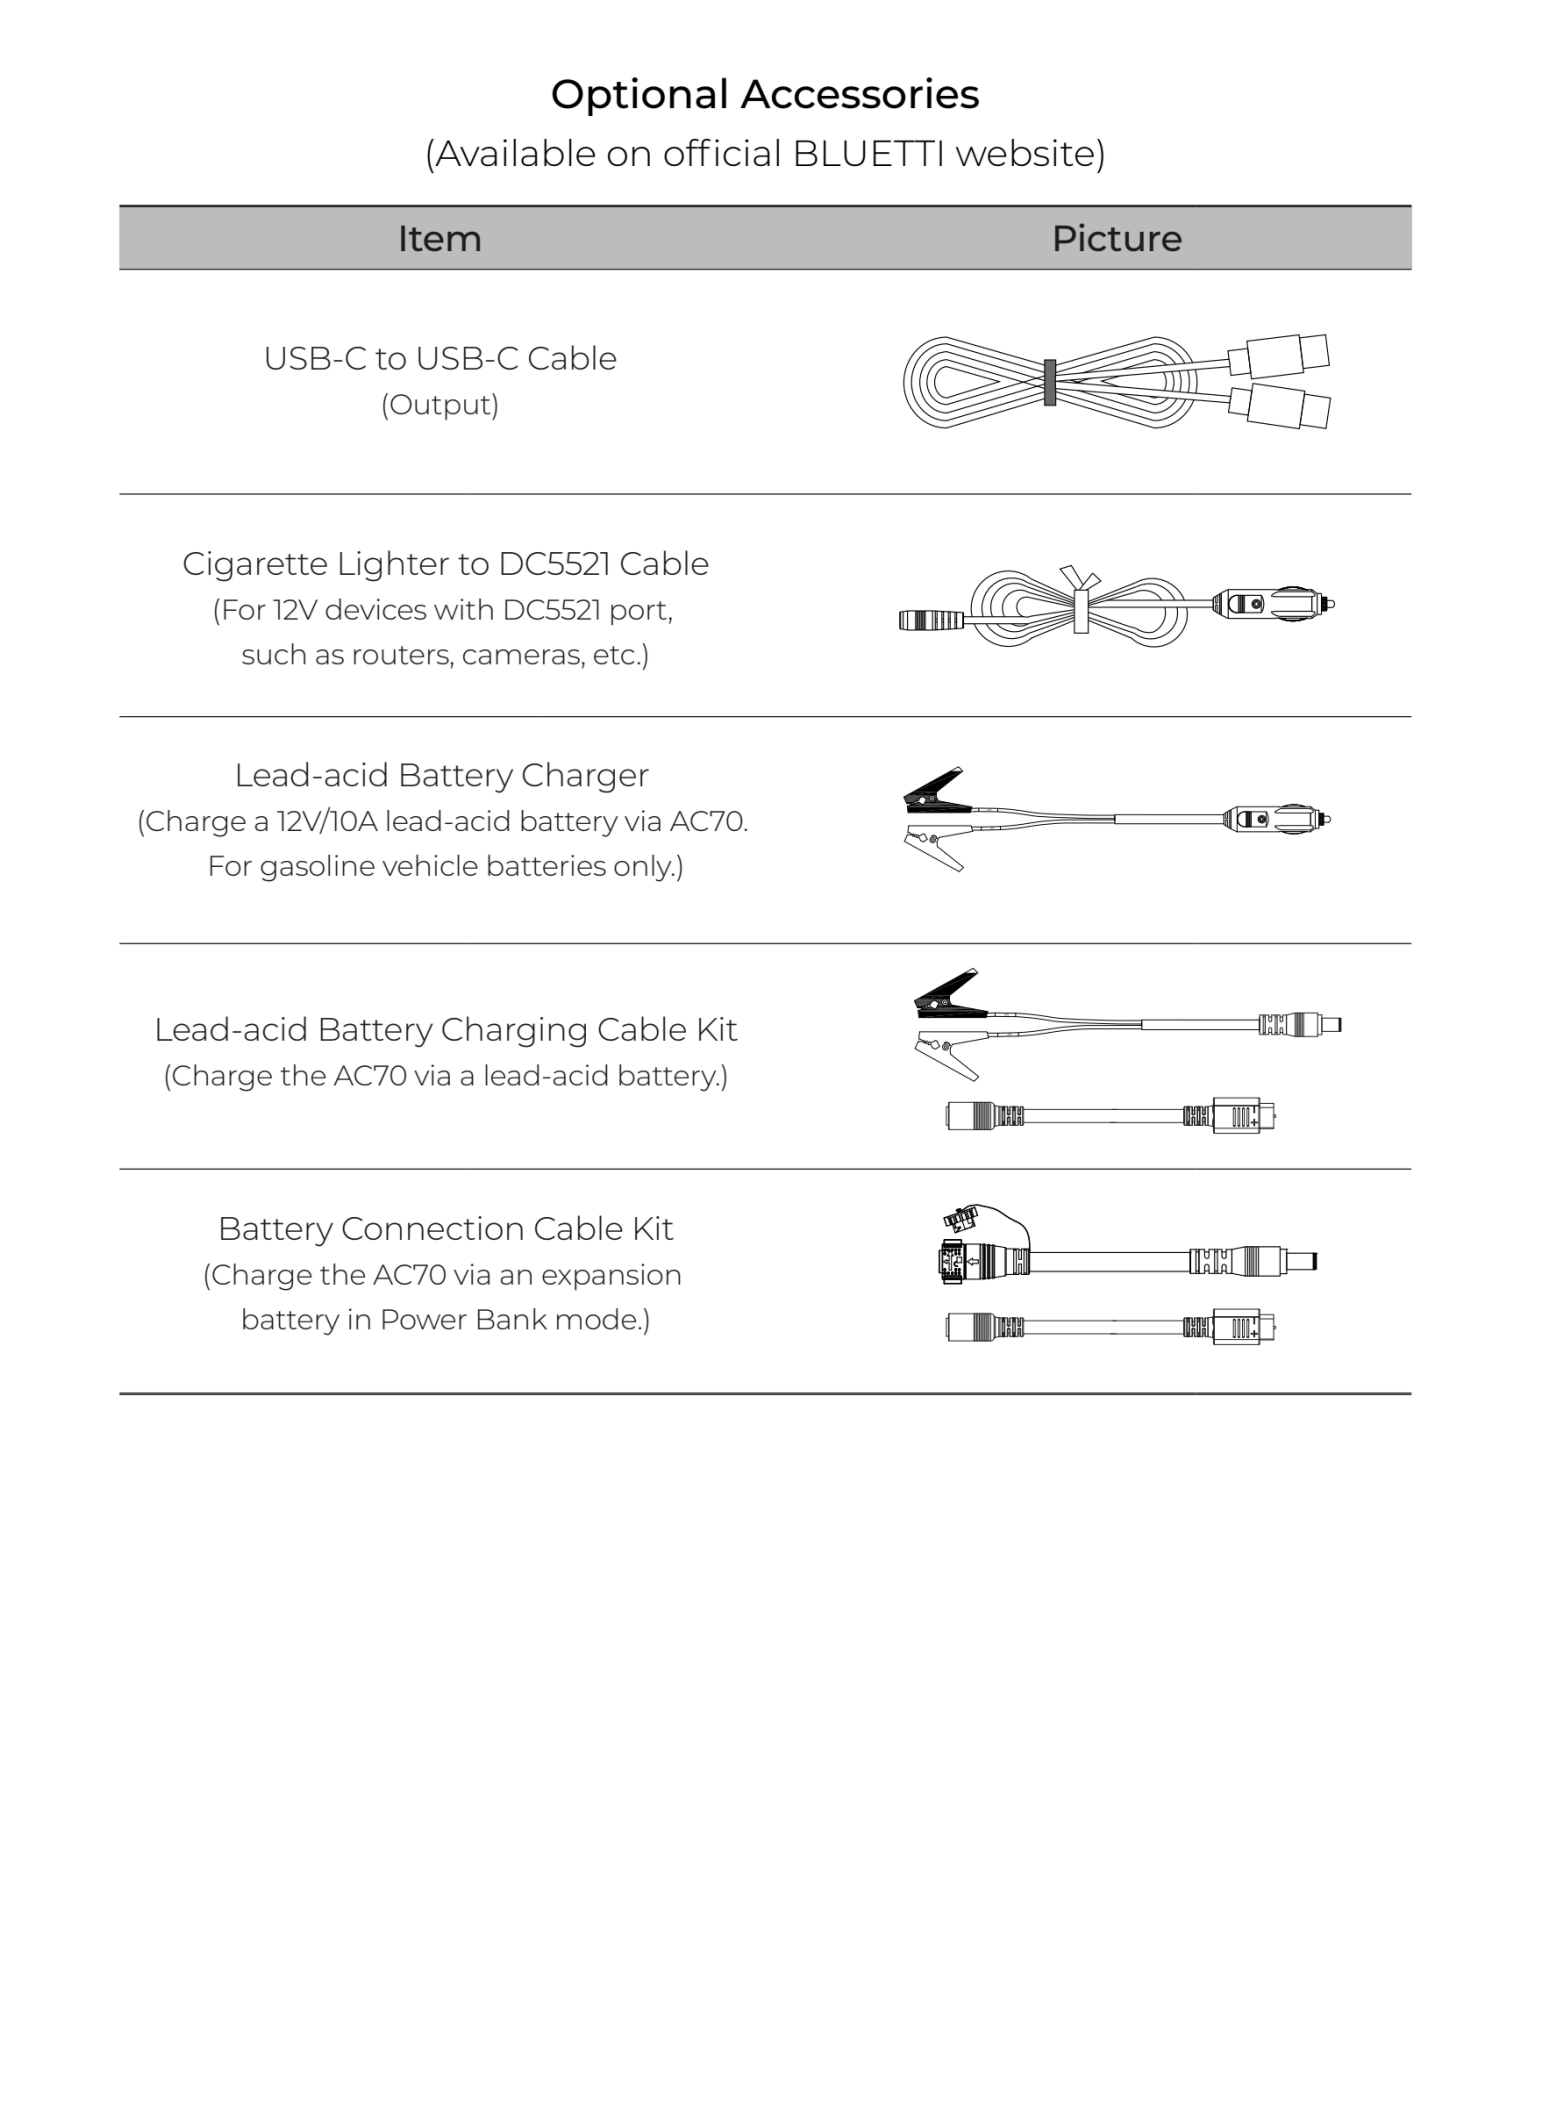 Optional Accessories
(Available on official BLUETTI website)
Item Picture
USB-C to USB-C Cable
(Output)
Cigarette Lighter to DC5521 Cable
(For 12V devices with DC5521 port,
such as routers, cameras, etc.)
Lead-acid Battery Charger
(Charge a 12V/10A lead-acid battery via AC70.
For gasoline vehicle batteries only.)
Lead-acid Battery Charging Cable Kit
(Charge the AC70 via a lead-acid battery.)
Battery Connection Cable Kit
(Charge the AC70 via an expansion
battery in Power Bank mode.)